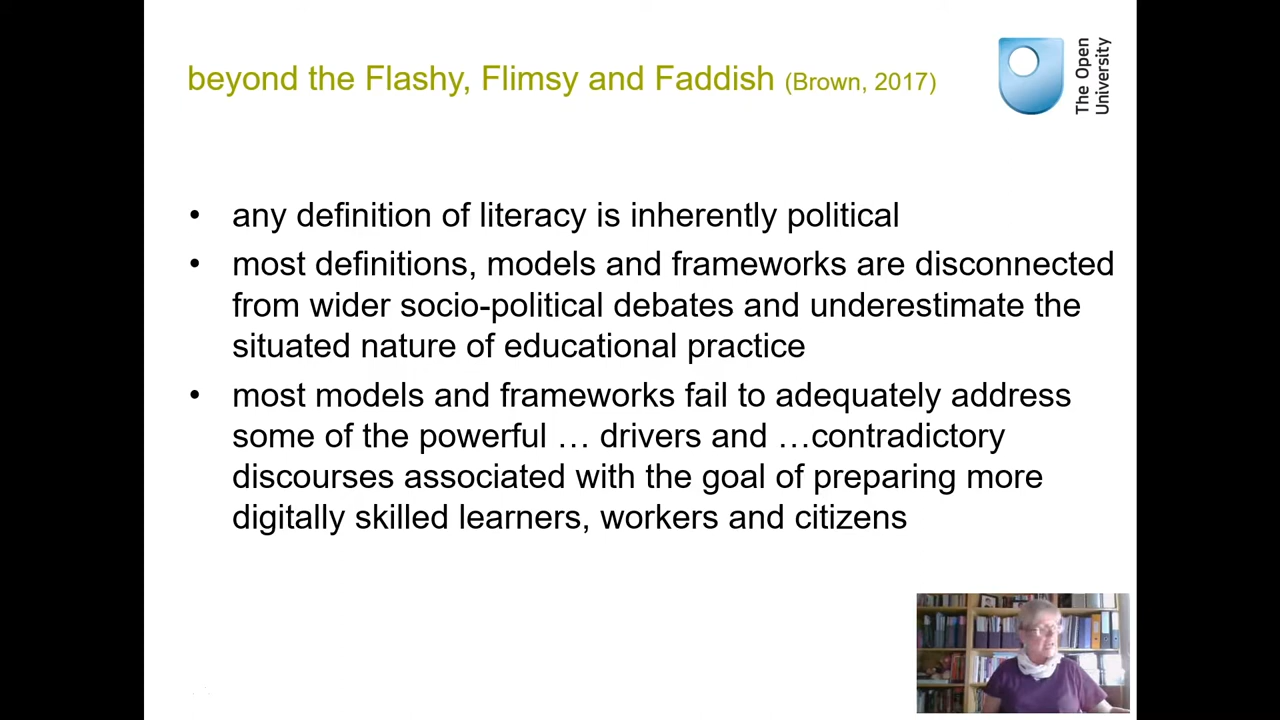 beyond the Flashy, Flimsy and Faddish (Brown, 2017)
The Open
University
• any definition of literacy is inherently political
• most definitions, models and frameworks are disconnected
from wider socio-political debates and underestimate the
situated nature of educational practice
• most models and frameworks fail to adequately address
some of the powerful … drivers and …contradictory
discourses associated with the goal of preparing more
digitally skilled learners, workers and citizens